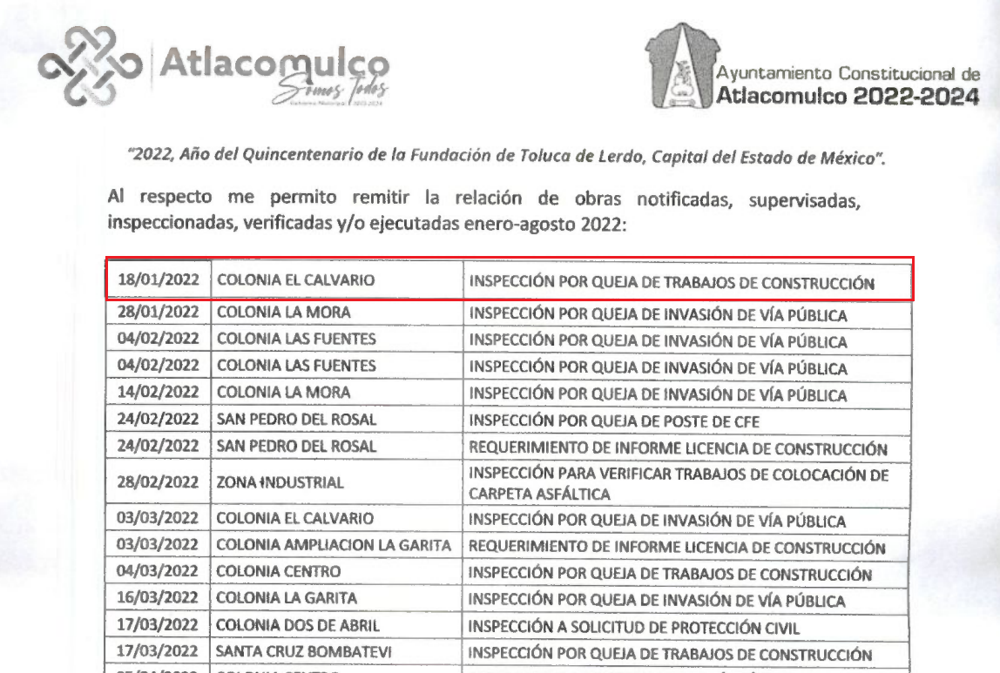 Atlacomulco
Somos Todos
Gobierno Municipal 2022-2024
Ayuntamiento Constitucional de
Atlacomulco 2022-2024
"2022, Año del Quincentenario de la Fundación de Toluca de Lerdo, Capital del Estado de México".
Al respecto me permito remitir la relación de obras notificadas, supervisadas,
inspeccionadas, verificadas y/o ejecutadas enero-agosto 2022:
18/01/2022 COLONIA EL CALVARIO INSPECCIÓN POR QUEJA DE TRABAJOS DE CONSTRUCCIÓN
28/01/2022 COLONIA LA MORA INSPECCIÓN POR QUEJA DE INVASIÓN DE VÍA PÚBLICA
04/02/2022 COLONIA LAS FUENTES INSPECCIÓN POR QUEJA DE INVASIÓN DE VÍA PÚBLICA
04/02/2022 COLONIA LAS FUENTES INSPECCIÓN POR QUEJA DE INVASIÓN DE VÍA PÚBLICA
14/02/2022 COLONIA LA MORA INSPECCIÓN POR QUEJA DE INVASIÓN DE VÍA PÚBLICA
24/02/2022 SAN PEDRO DEL ROSAL INSPECCIÓN POR QUEJA DE POSTE DE CFE
24/02/2022 SAN PEDRO DEL ROSAL REQUERIMIENTO DE INFORME LICENCIA DE CONSTRUCCIÓN
28/02/2022 ZONA INDUSTRIAL INSPECCIÓN PARA VERIFICAR TRABAJOS DE COLOCACIÓN DE
CARPETA ASFÁLTICA
03/03/2022 COLONIA EL CALVARIO INSPECCIÓN POR QUEJA DE INVASIÓN DE VÍA PÚBLICA
03/03/2022 COLONIA AMPLIACION LA GARITA REQUERIMIENTO DE INFORME LICENCIA DE CONSTRUCCIÓN
04/03/2022 COLONIA CENTRO INSPECCIÓN POR QUEJA DE TRABAJOS DE CONSTRUCCIÓN
16/03/2022 COLONIA LA GARITA INSPECCIÓN POR QUEJA DE INVASIÓN DE VÍA PÚBLICA
17/03/2022 COLONIA DOS DE ABRIL INSPECCIÓN A SOLICITUD DE PROTECCIÓN CIVIL
17/03/2022 SANTA CRUZ BOMBATEVI INSPECCIÓN POR QUEJA DE TRABAJOS DE CONSTRUCCIÓN